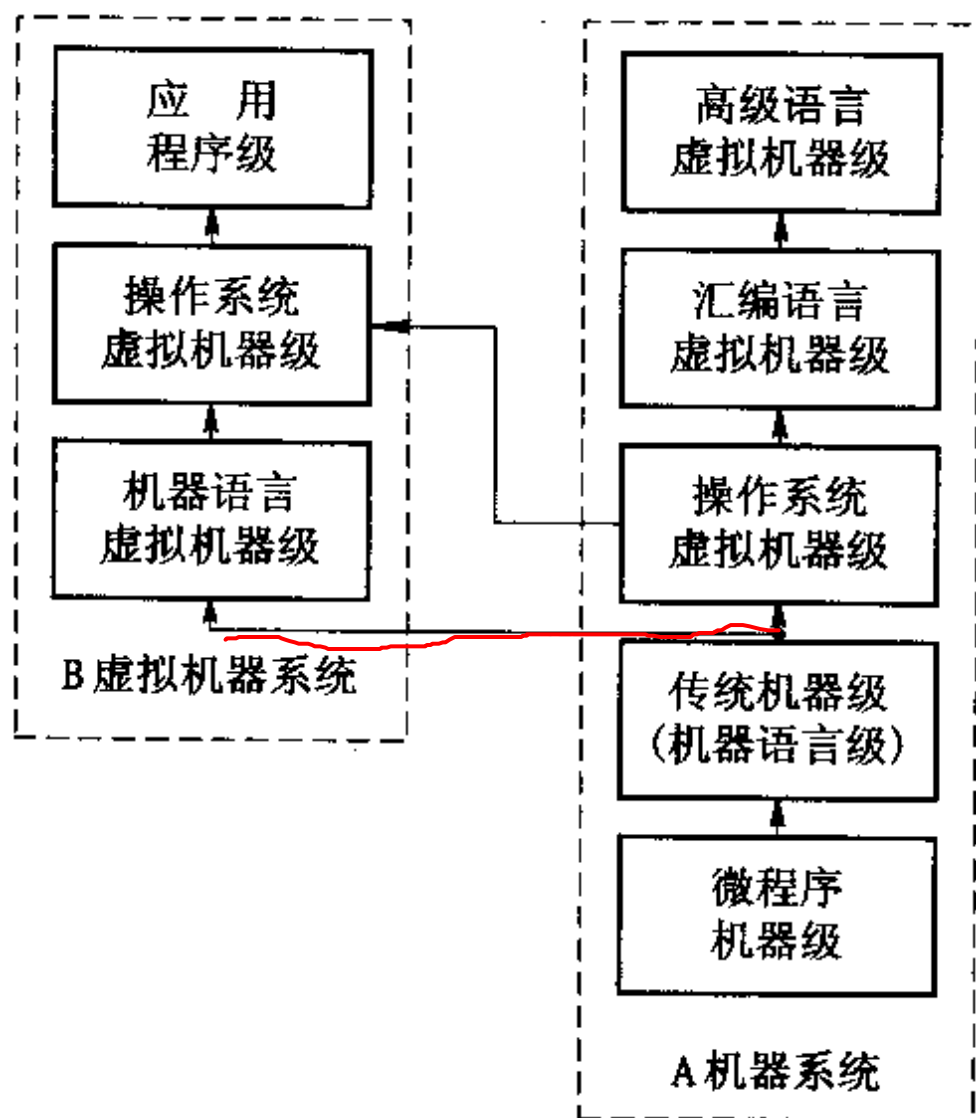 应 用
程序级
操作系统
虚拟机器级
机器语言
虚拟机器级
B虚拟机器系统
高级语言
虚拟机器级
汇编语言
虚拟机器级
操作系统
虚拟机器级
传统机器级
(机器语言级)
微程序
机器级
A机器系统